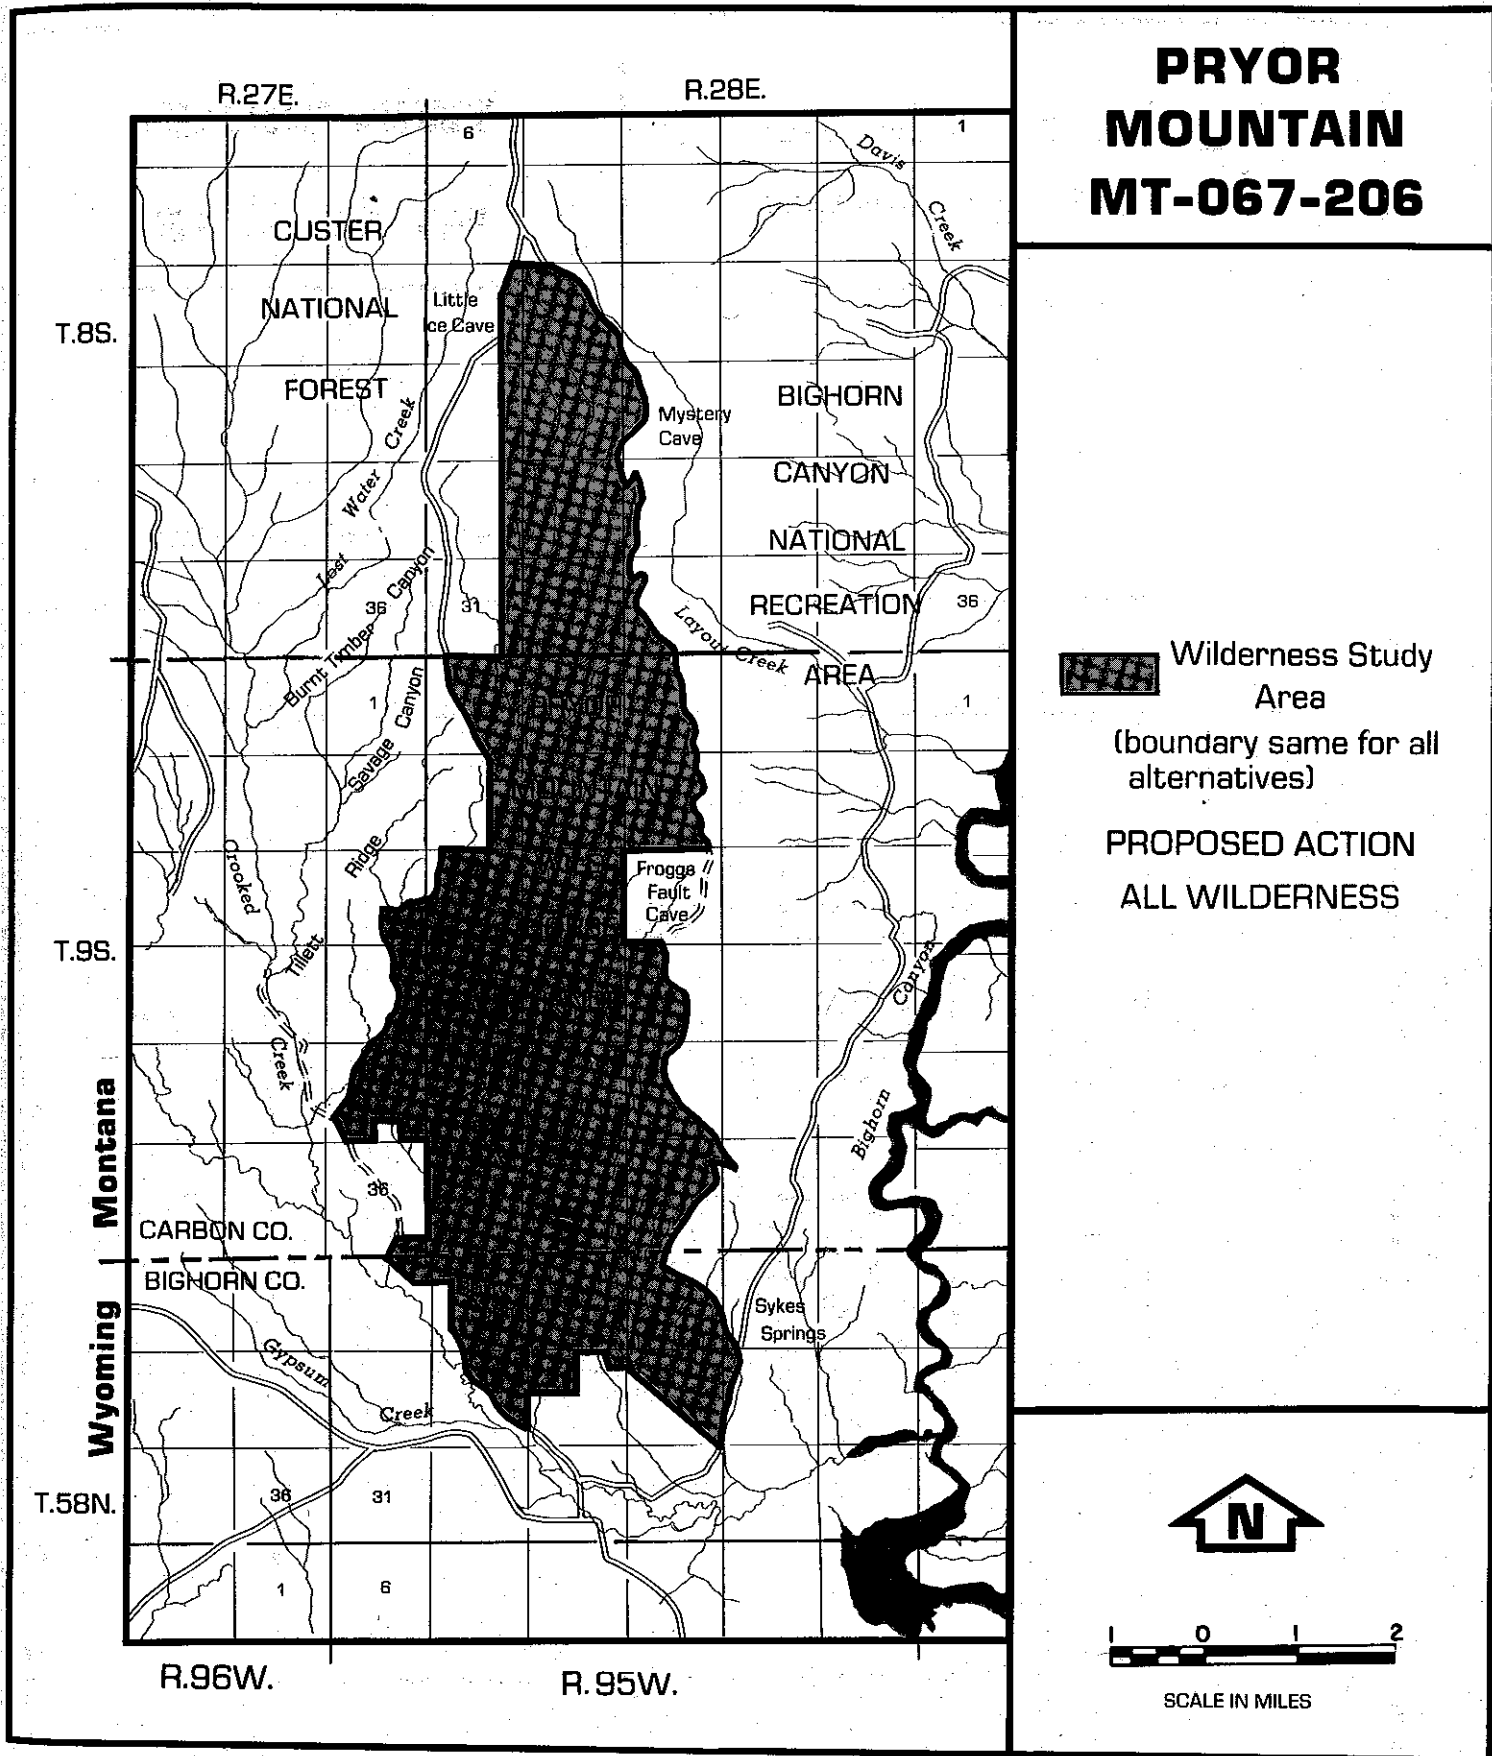 PRYOR
MOUNTAIN
MT-067-206
R.27E.
R.28E.
6
1
Davis
Creek
CUSTER
NATIONAL
FOREST
Little
Ice Cave
T.8S.
BIGHORN
CANYON
NATIONAL
RECREATION
AREA
Mystery
Cave
Lost
Water
Creek
36
31
36
Burnt Timber Canyon
Layout Creek
1
1
Savage Canyon
PRYOR
MOUNTAIN
Wilderness Study
Area
(boundary same for all
alternatives)
PROPOSED ACTION
ALL WILDERNESS
Crooked
Creek
Tillett
Ridge
Froggs
Fault
Cave
T.9S.
Bighorn
Canyon
36
Montana
CARBON CO.
BIGHORN CO.
Wyoming
Sykes
Springs
Gypsum
Creek
T.58N.
36
31
1
6
R.96W.
R.95W.
N
1 0 1 2
SCALE IN MILES